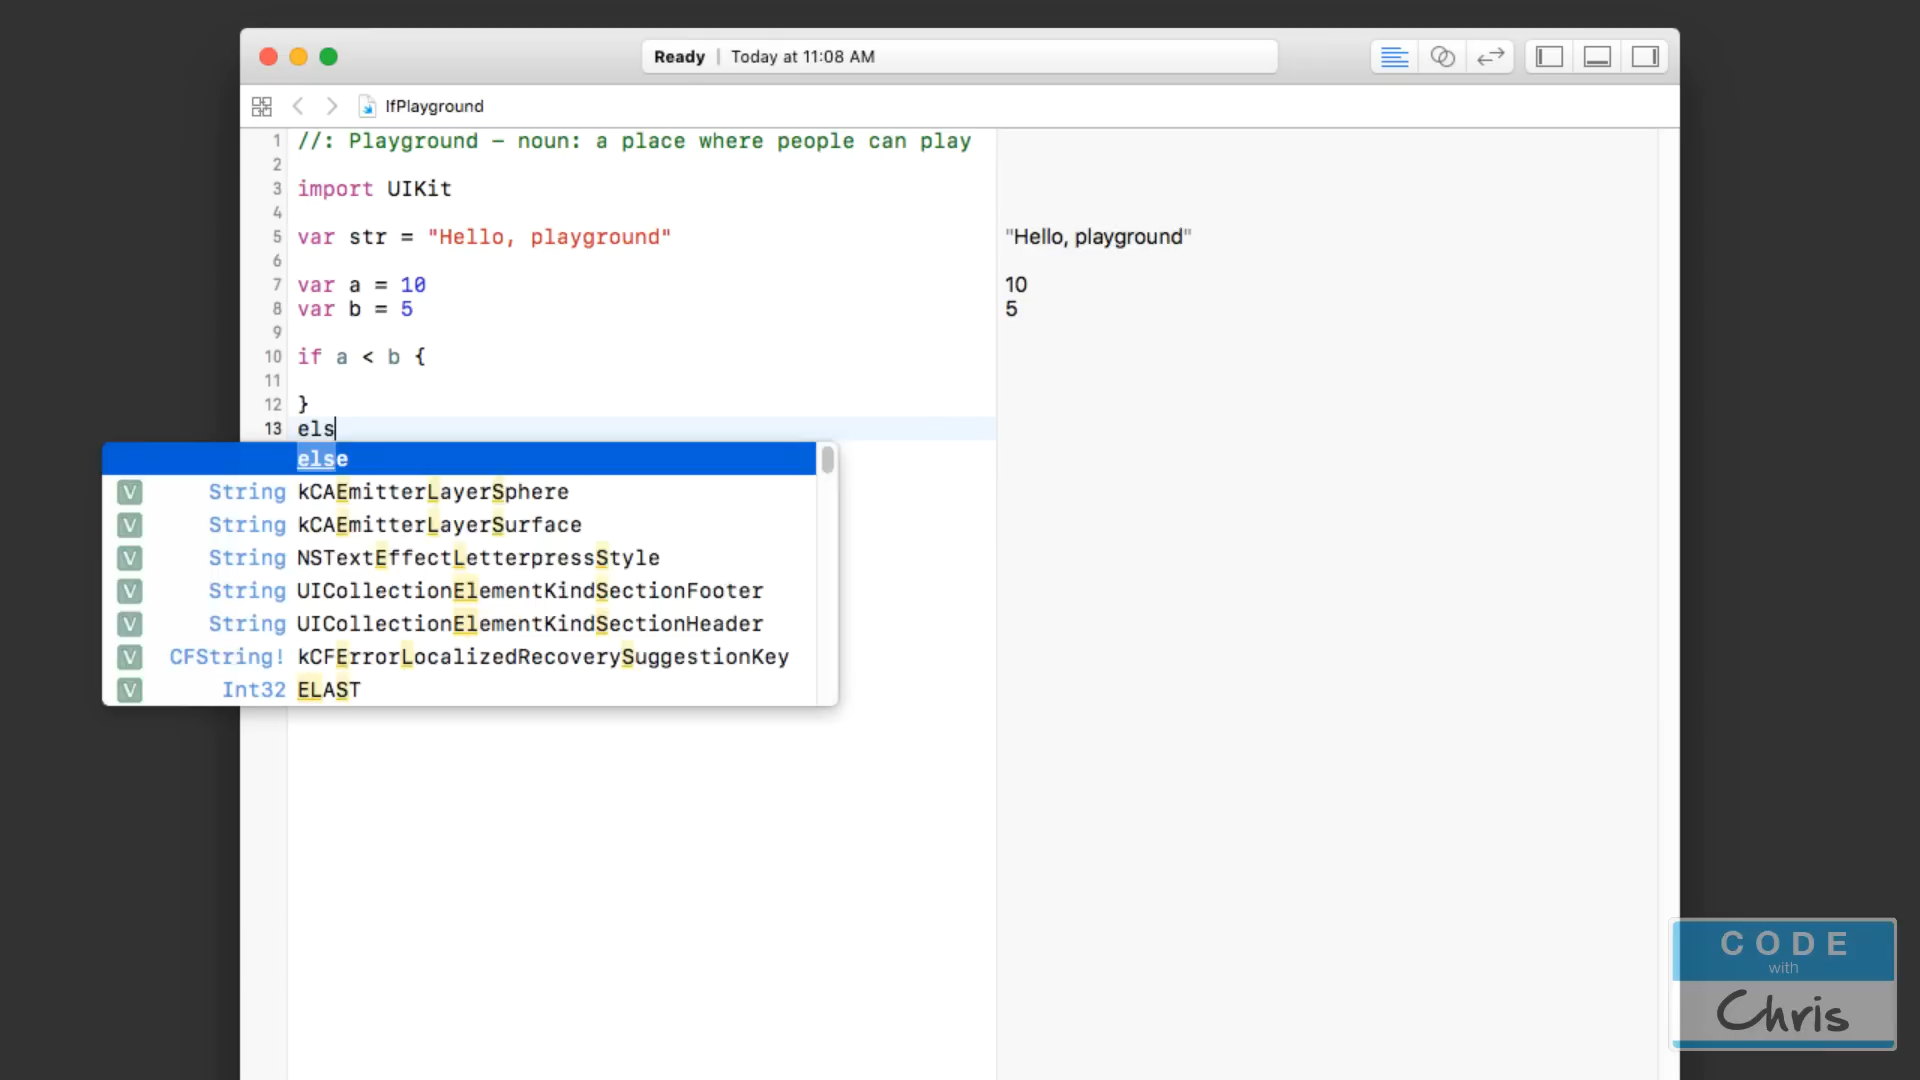 Ready | Today at 11:08 AM
IfPlayground
1 //: Playground – noun: a place where people can play
2
3 import UIKit
4
5 var str = "Hello, playground" "Hello, playground"
6
7 var a = 10 10
8 var b = 5 5
9
10 if a < b {
11
12 }
13 els
else
V String kCAEmitterLayerSphere
V String kCAEmitterLayerSurface
V String NSTextEffectLetterpressStyle
V String UICollectionElementKindSectionFooter
V String UICollectionElementKindSectionHeader
V CFString! kCFErrorLocalizedRecoverySuggestionKey
V Int32 ELAST
CODE
with
Chris